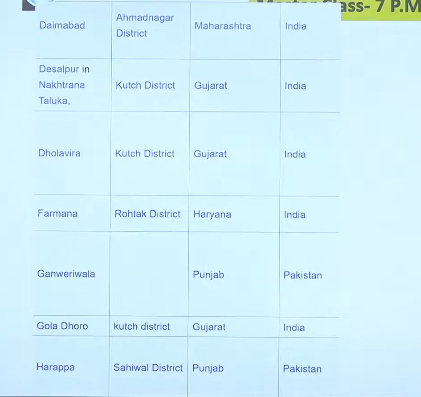 ass- 7 P.M
Daimabad
Ahmadnagar
District
Maharashtra
India
Desalpur in
Nakhtrana
Taluka,
Kutch District
Gujarat
India
Dholavira
Kutch District
Gujarat
India
Farmana
Rohtak District
Haryana
India
Ganweriwala
Punjab
Pakistan
Gola Dhoro
kutch district
Gujarat
India
Harappa
Sahiwal District
Punjab
Pakistan